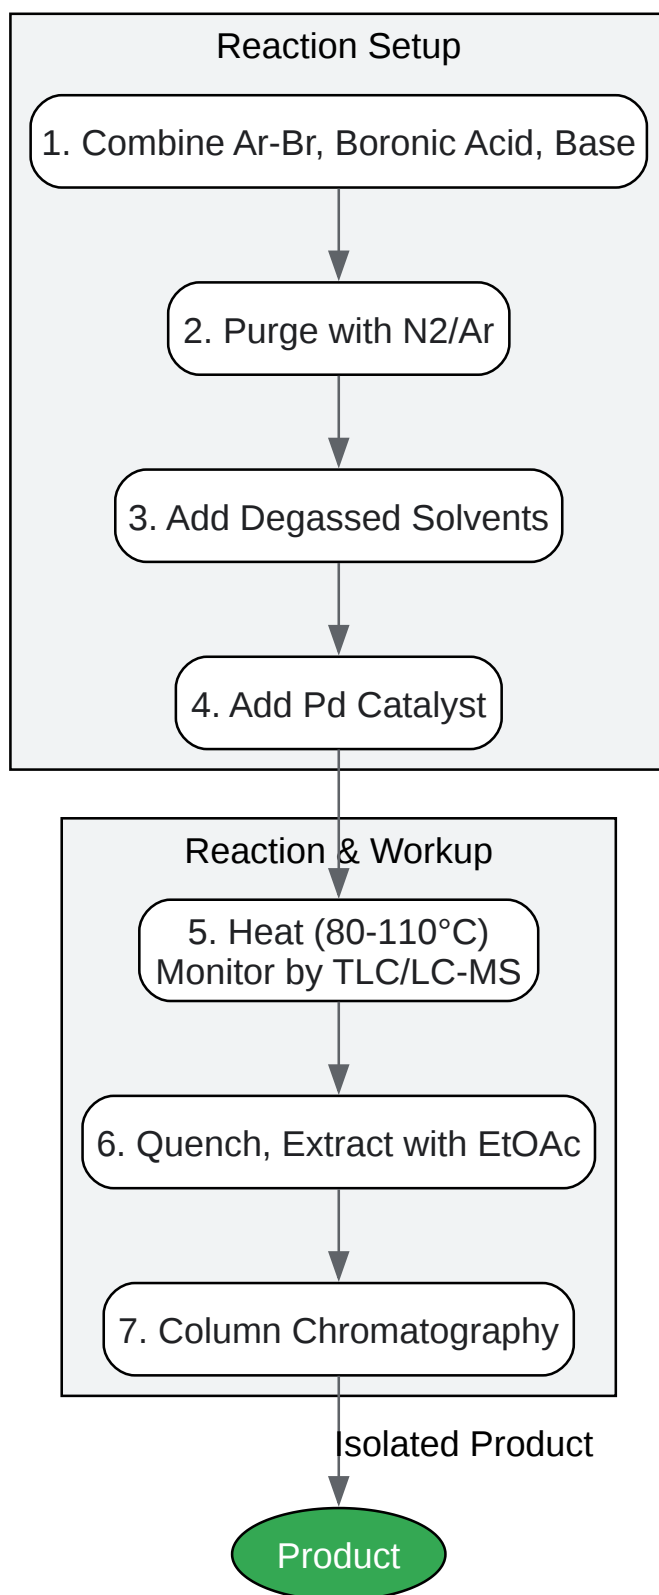 Reaction Setup
1. Combine Ar-Br, Boronic Acid, Base
2. Purge with N2/Ar
3. Add Degassed Solvents
4. Add Pd Catalyst
Reaction & Workup
5. Heat (80-110°C)
Monitor by TLC/LC-MS
6. Quench, Extract with EtOAc
7. Column Chromatography
Isolated Product
Product